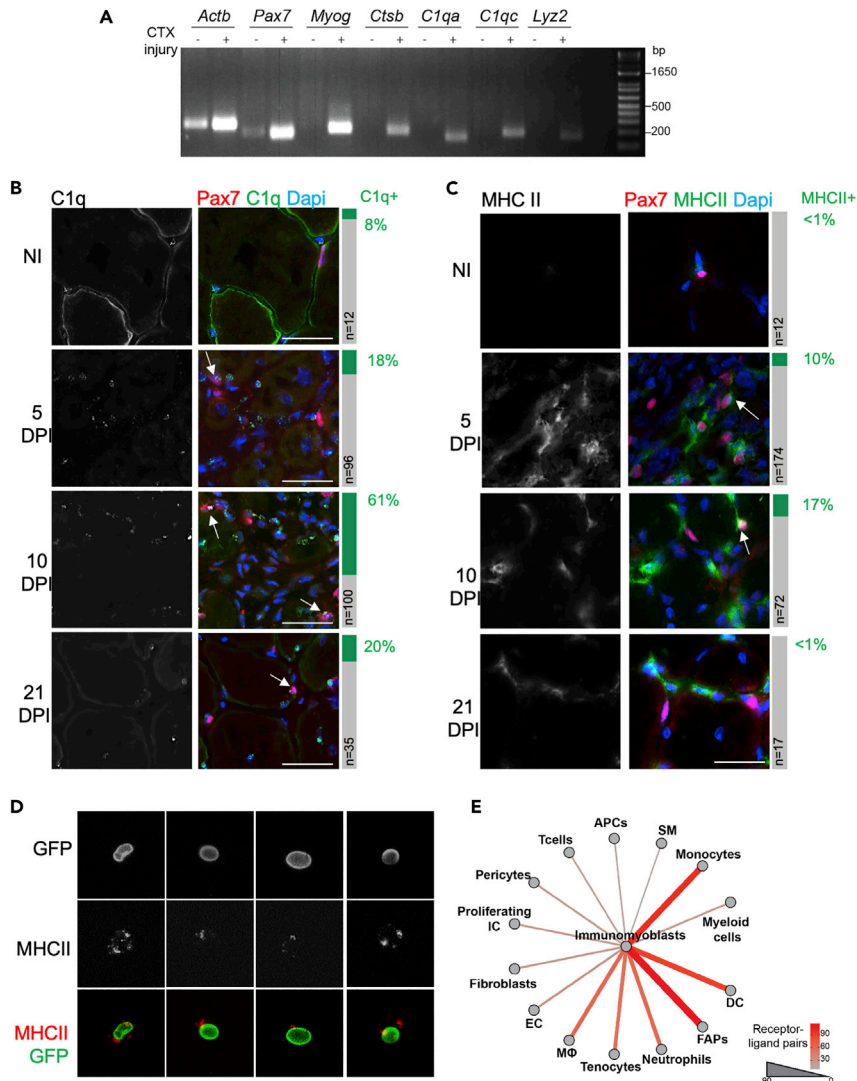 A
Actb Pax7 Myog Ctsb C1qa C1qc Lyz2
CTX injury - + - + - + - + - + - + - +
bp
1650
500
200
B
C1q
Pax7 C1q Dapi
C1q+
NI
8%
n=12
5 DPI
18%
n=96
10 DPI
61%
n=100
21 DPI
20%
n=35
C
MHC II
Pax7 MHCII Dapi
MHCII+
NI
<1%
n=12
5 DPI
10%
n=174
10 DPI
17%
n=72
21 DPI
<1%
n=17
D
GFP
MHCII
MHCII
GFP
E
APCs
SM
Tcells
Monocytes
Pericytes
Myeloid cells
Proliferating IC
Immunomyoblasts
Fibroblasts
DC
EC
FAPs
MΦ
Tenocytes
Neutrophils
Receptor-ligand pairs
90
60
30
90 0